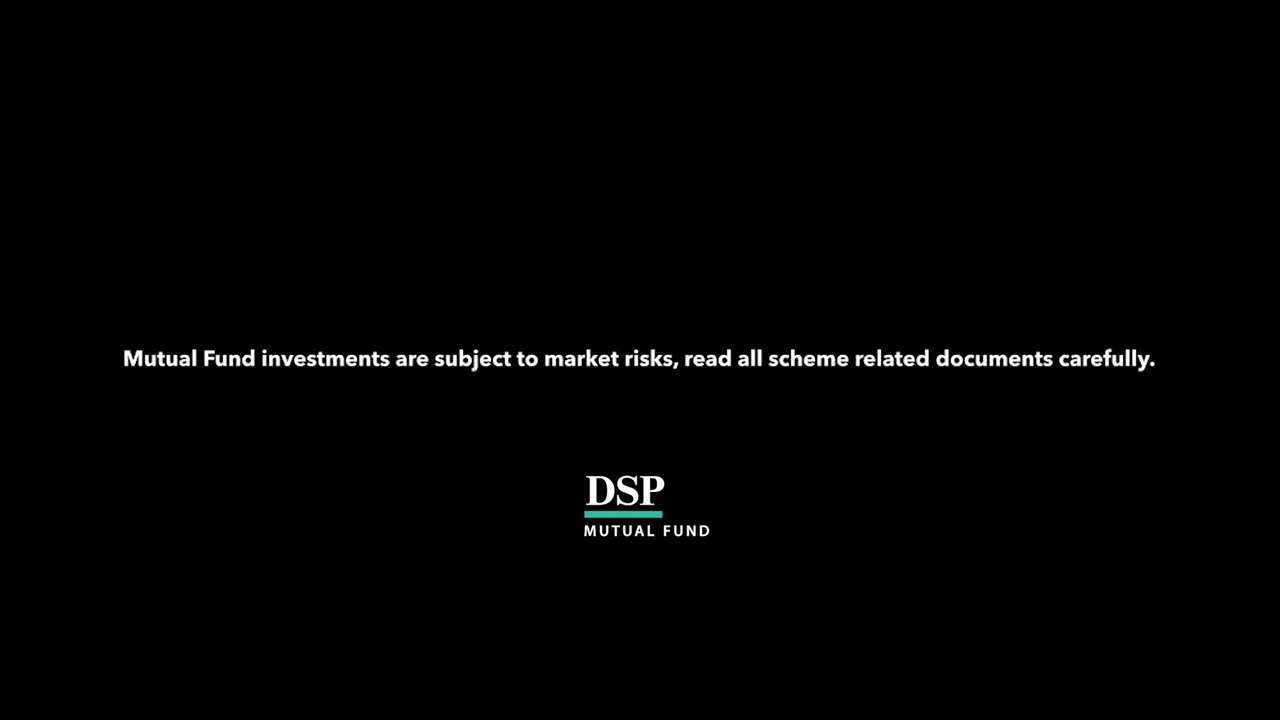 Mutual Fund investments are subject to market risks, read all scheme related documents carefully.
DSP
MUTUAL FUND